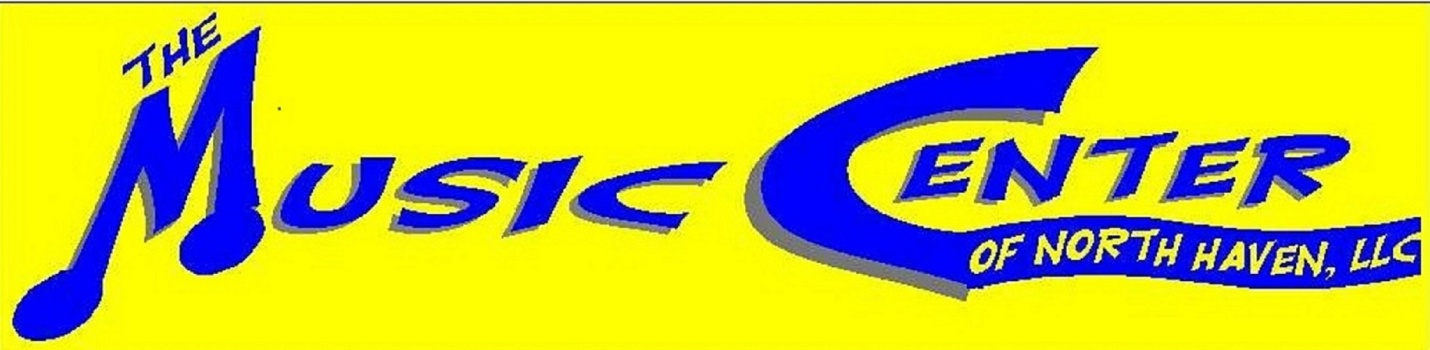 THE
MUSIC CENTER
OF NORTH HAVEN, LLC